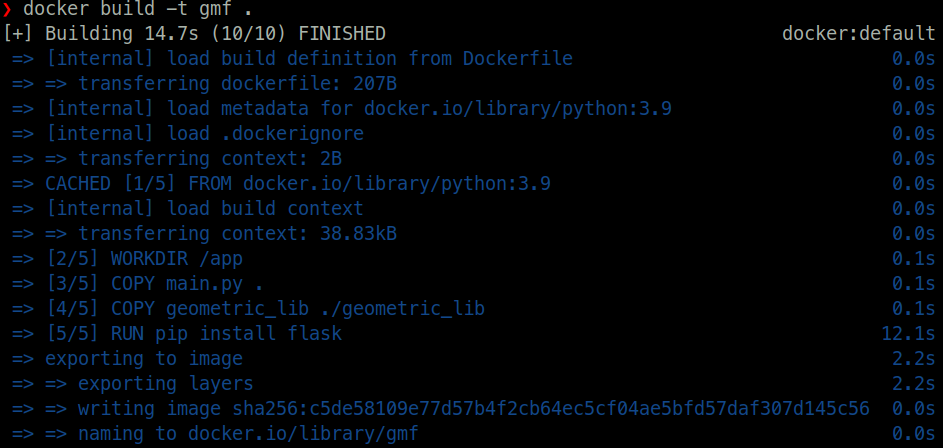 ❯ docker build -t gmf .
[+] Building 14.7s (10/10) FINISHED docker:default
=> [internal] load build definition from Dockerfile 0.0s
=> => transferring dockerfile: 207B 0.0s
=> [internal] load metadata for docker.io/library/python:3.9 0.0s
=> [internal] load .dockerignore 0.0s
=> => transferring context: 2B 0.0s
=> CACHED [1/5] FROM docker.io/library/python:3.9 0.0s
=> [internal] load build context 0.0s
=> => transferring context: 38.83kB 0.0s
=> [2/5] WORKDIR /app 0.1s
=> [3/5] COPY main.py . 0.1s
=> [4/5] COPY geometric_lib ./geometric_lib 0.1s
=> [5/5] RUN pip install flask 12.1s
=> exporting to image 2.2s
=> => exporting layers 2.2s
=> => writing image sha256:c5de58109e77d57b4f2cb64ec5cf04ae5bfd57daf307d145c56 0.0s
=> => naming to docker.io/library/gmf 0.0s